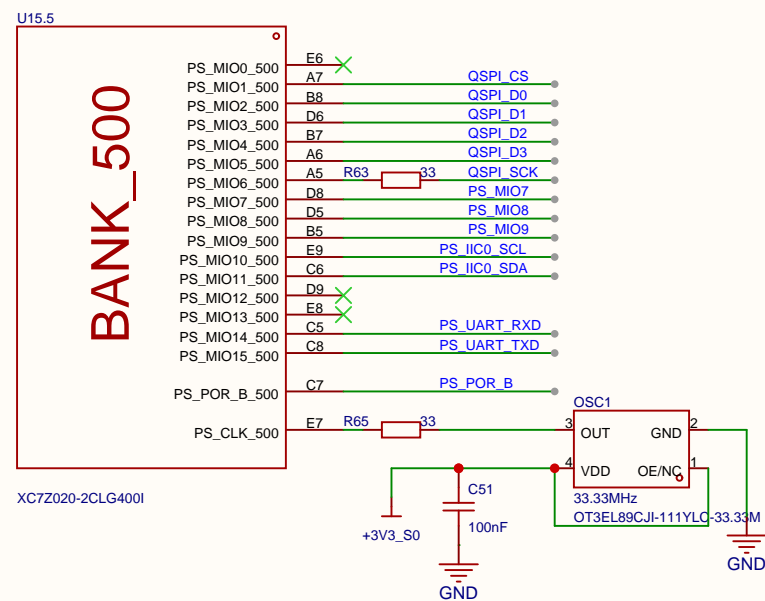 U15.5
BANK_500
PS_MIO0_500 E6
PS_MIO1_500 A7 QSPI_CS
PS_MIO2_500 B8 QSPI_D0
PS_MIO3_500 D6 QSPI_D1
PS_MIO4_500 B7 QSPI_D2
PS_MIO5_500 A6 QSPI_D3
PS_MIO6_500 A5 R63 33 QSPI_SCK
PS_MIO7_500 D8 PS_MIO7
PS_MIO8_500 D5 PS_MIO8
PS_MIO9_500 B5 PS_MIO9
PS_MIO10_500 E9 PS_IIC0_SCL
PS_MIO11_500 C6 PS_IIC0_SDA
PS_MIO12_500 D9
PS_MIO13_500 E8
PS_MIO14_500 C5 PS_UART_RXD
PS_MIO15_500 C8 PS_UART_TXD
PS_POR_B_500 C7 PS_POR_B
PS_CLK_500 E7 R65 33
XC7Z020-2CLG400I
OSC1
3 OUT GND 2
4 VDD OE/NC 1
33.33MHz
OT3EL89CJI-111YLC-33.33M
C51
100nF
+3V3_S0
GND
GND